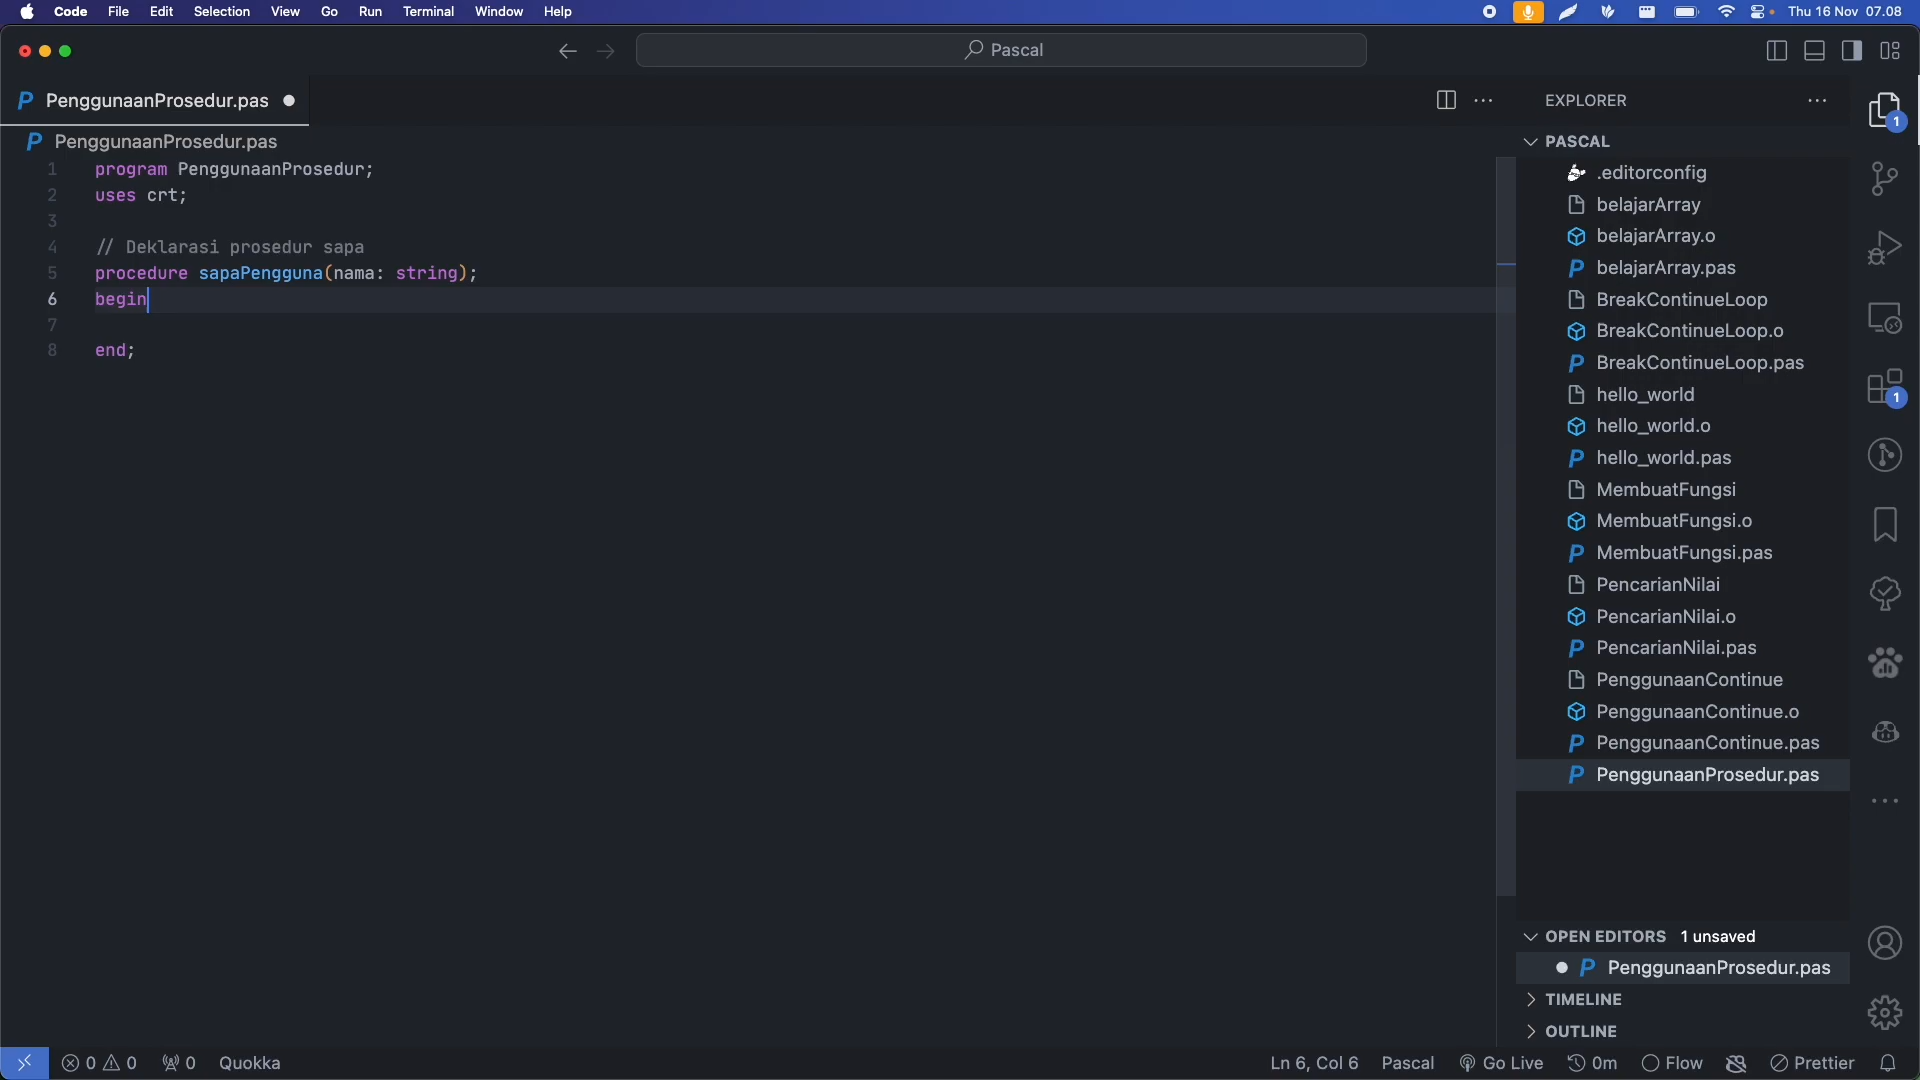 Code File Edit Selection View Go Run Terminal Window Help Thu 16 Nov 07.08
Pascal
PenggunaanProsedur.pas
EXPLORER
PenggunaanProsedur.pas
PASCAL
1 program PenggunaanProsedur;
2 uses crt;
3
4 // Deklarasi prosedur sapa
5 procedure sapaPengguna(nama: string);
6 begin
7
8 end;
.editorconfig
belajarArray
belajarArray.o
belajarArray.pas
BreakContinueLoop
BreakContinueLoop.o
BreakContinueLoop.pas
hello_world
hello_world.o
hello_world.pas
MembuatFungsi
MembuatFungsi.o
MembuatFungsi.pas
PencarianNilai
PencarianNilai.o
PencarianNilai.pas
PenggunaanContinue
PenggunaanContinue.o
PenggunaanContinue.pas
PenggunaanProsedur.pas
OPEN EDITORS 1 unsaved
PenggunaanProsedur.pas
TIMELINE
OUTLINE
1
1
0 0 0 Quokka Ln 6, Col 6 Pascal Go Live 0m Flow Prettier